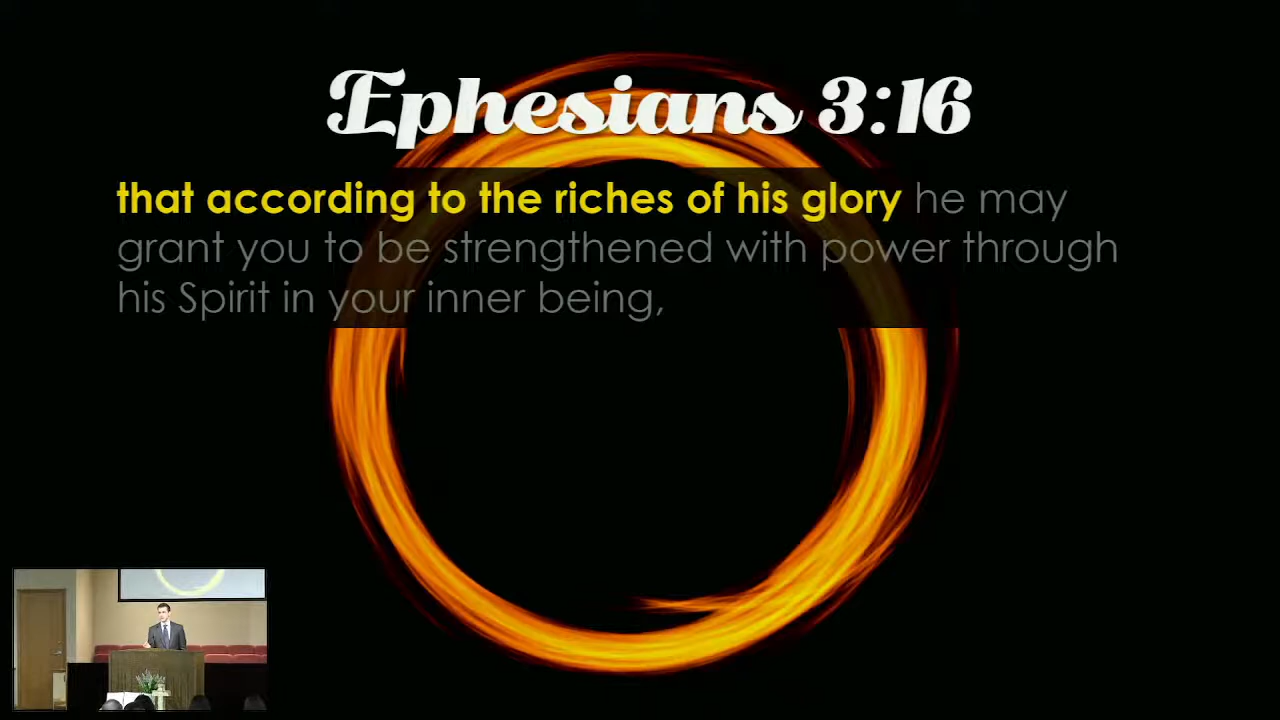 Ephesians 3:16
that according to the riches of his glory he may
grant you to be strengthened with power through
his Spirit in your inner being,